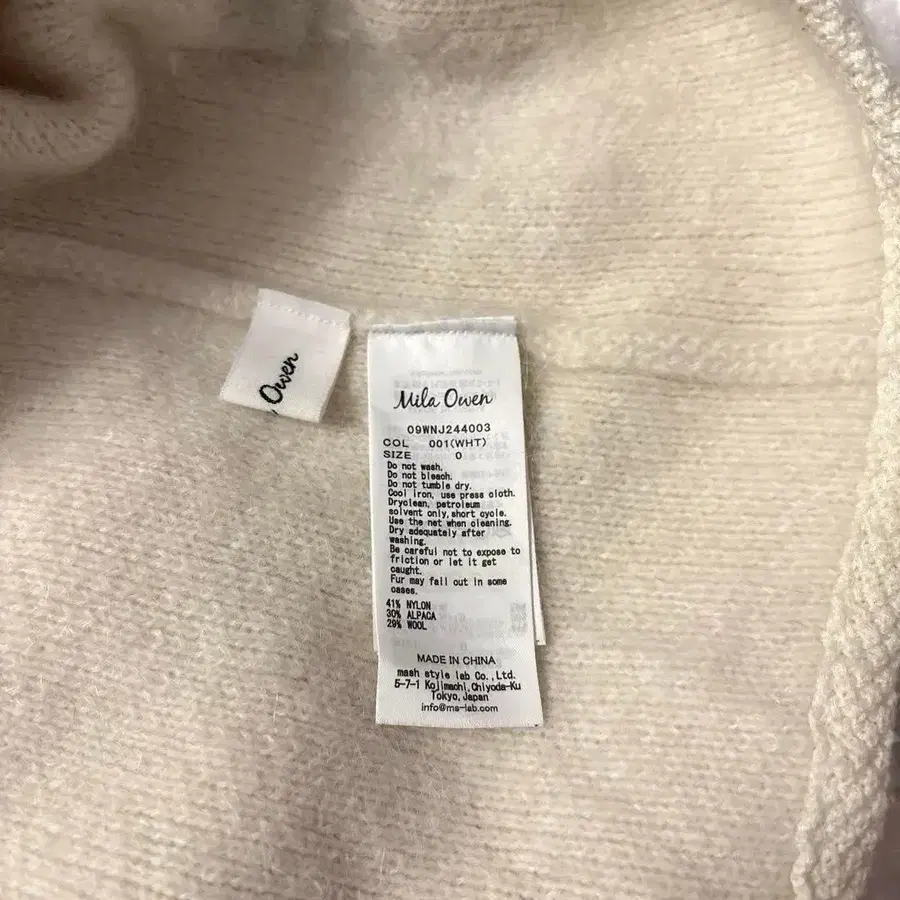 Owen
Mila Owen
09WNJ244003
COL 001(WHT)
SIZE 0
Do not wash.
Do not bleach.
Do not tumble dry.
Cool iron, use press cloth.
Dryclean, petroleum
solvent only,short cycle.
Use the net when cleaning.
Dry adequately after
washing.
Be careful not to expose to
friction or let it get
caught.
Fur may fall out in some
cases.
41% NYLON
30% ALPACA
29% WOOL
MADE IN CHINA
mash style lab Co.,Ltd.
5-7-1 Kojimachi,Chiyoda-Ku
Tokyo,Japan
info@ms-lab.com